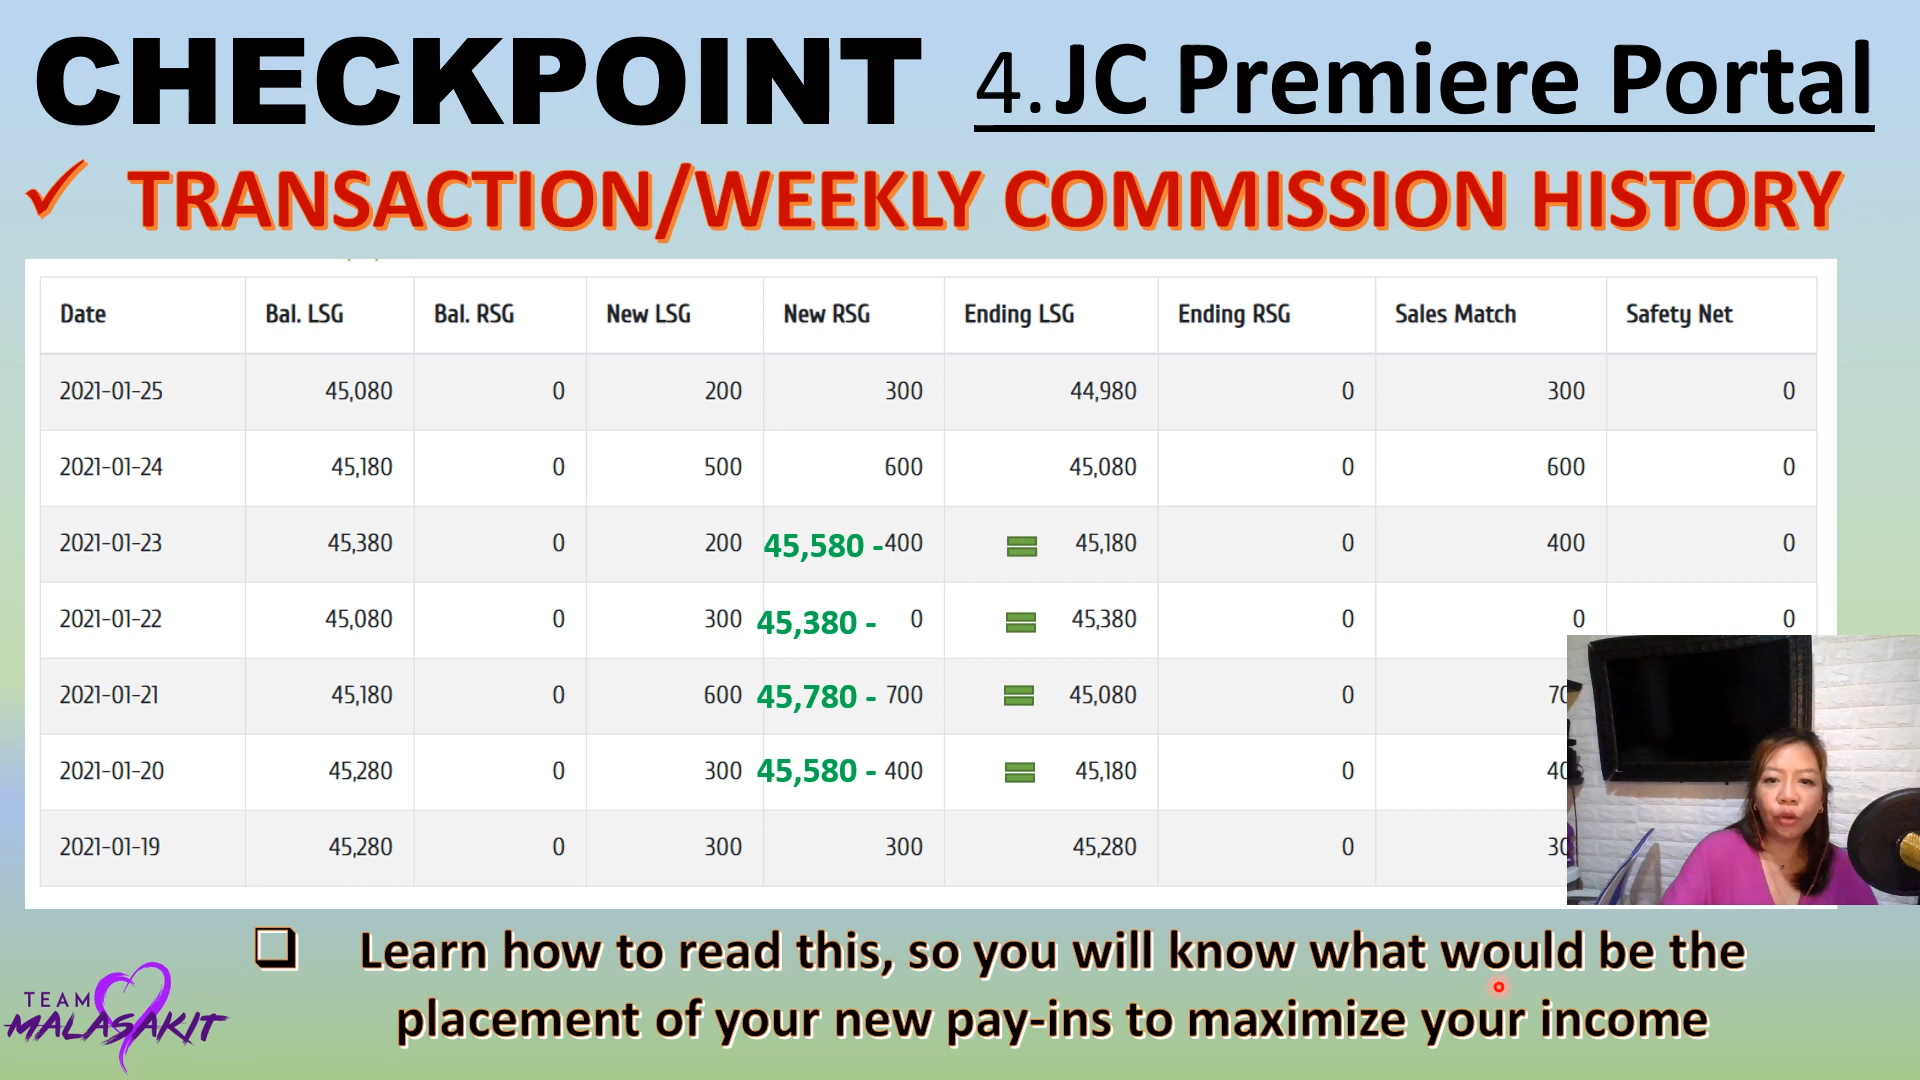 CHECKPOINT 4. JC Premiere Portal
✓ TRANSACTION/WEEKLY COMMISSION HISTORY
Date Bal. LSG Bal. RSG New LSG New RSG Ending LSG Ending RSG Sales Match Safety Net
2021-01-25 45,080 0 200 300 44,980 0 300 0
2021-01-24 45,180 0 500 600 45,080 0 600 0
2021-01-23 45,380 0 200 45,580 - 400 = 45,180 0 400 0
2021-01-22 45,080 0 300 45,380 - 0 = 45,380 0 0 0
2021-01-21 45,180 0 600 45,780 - 700 = 45,080 0 70
2021-01-20 45,280 0 300 45,580 - 400 = 45,180 0 40
2021-01-19 45,280 0 300 300 45,280 0 30
❑ Learn how to read this, so you will know what would be the
placement of your new pay-ins to maximize your income
TEAM
MALASAKIT